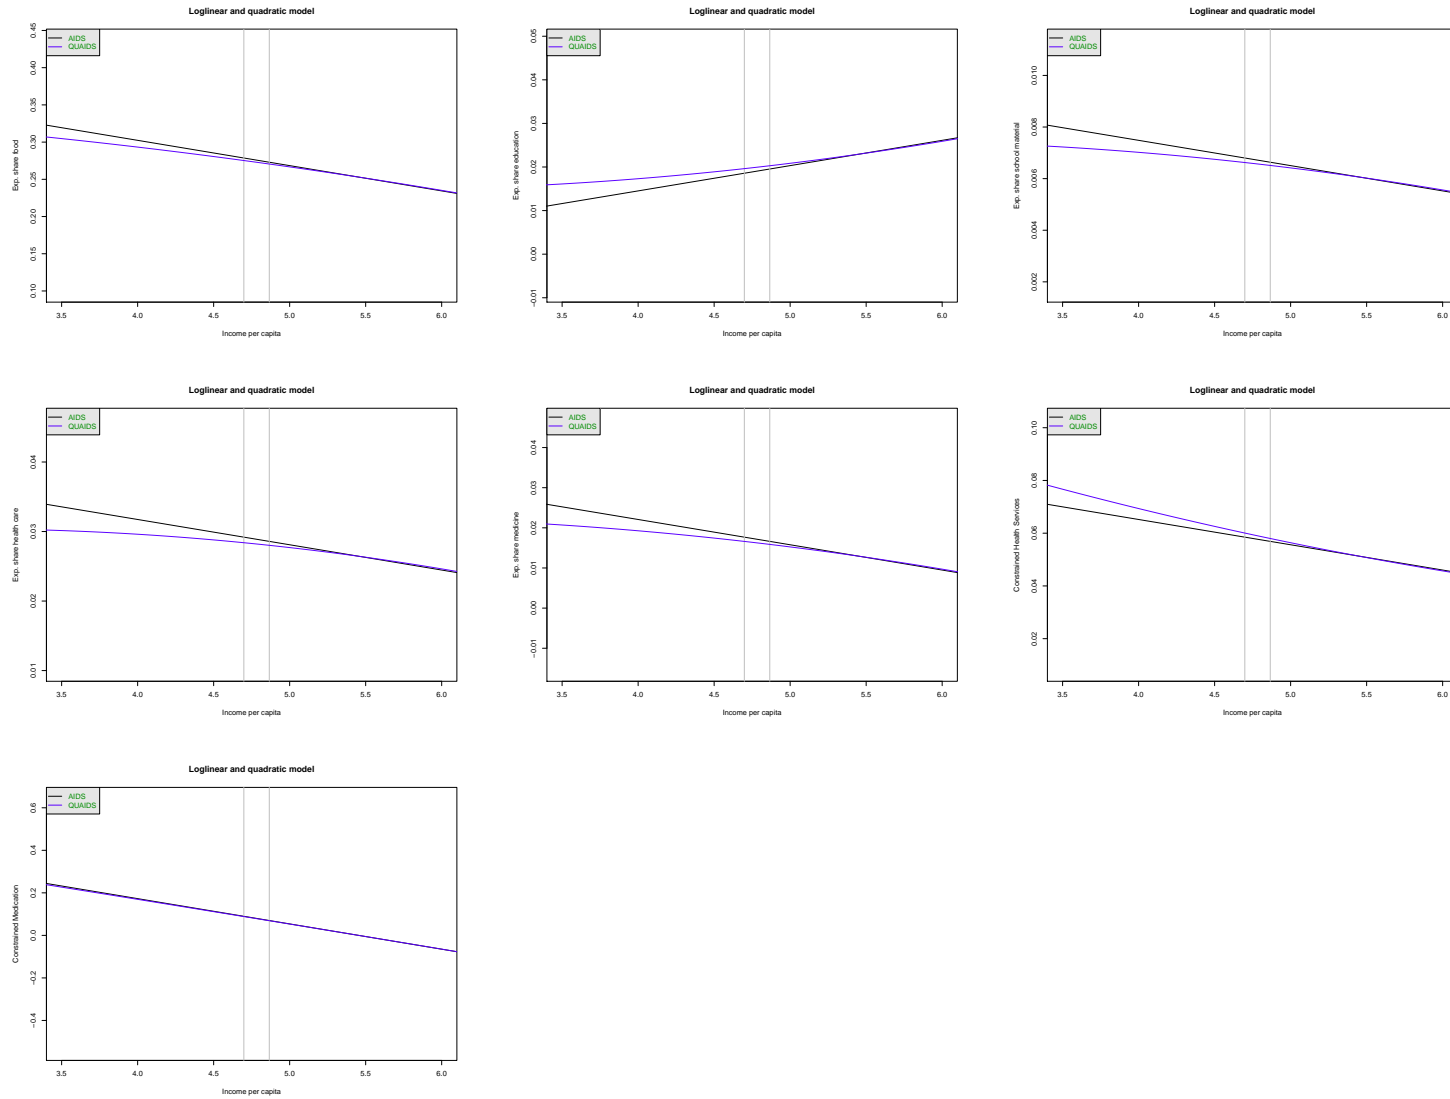 Loglinear and quadratic model
AIDS
QUAIDS
Exp. share food
0.10 0.15 0.20 0.25 0.30 0.35 0.40 0.45
3.5 4.0 4.5 5.0 5.5 6.0
Income per capita
Loglinear and quadratic model
AIDS
QUAIDS
Exp. share education
−0.01 0.00 0.01 0.02 0.03 0.04 0.05
3.5 4.0 4.5 5.0 5.5 6.0
Income per capita
Loglinear and quadratic model
AIDS
QUAIDS
Exp. share school material
0.002 0.004 0.006 0.008 0.010
3.5 4.0 4.5 5.0 5.5 6.0
Income per capita
Loglinear and quadratic model
AIDS
QUAIDS
Exp. share health care
0.01 0.02 0.03 0.04
3.5 4.0 4.5 5.0 5.5 6.0
Income per capita
Loglinear and quadratic model
AIDS
QUAIDS
Exp. share medicine
−0.01 0.00 0.01 0.02 0.03 0.04
3.5 4.0 4.5 5.0 5.5 6.0
Income per capita
Loglinear and quadratic model
AIDS
QUAIDS
Constrained Health Services
0.02 0.04 0.06 0.08 0.10
3.5 4.0 4.5 5.0 5.5 6.0
Income per capita
Loglinear and quadratic model
AIDS
QUAIDS
Constrained Medication
−0.4 −0.2 0.0 0.2 0.4 0.6
3.5 4.0 4.5 5.0 5.5 6.0
Income per capita